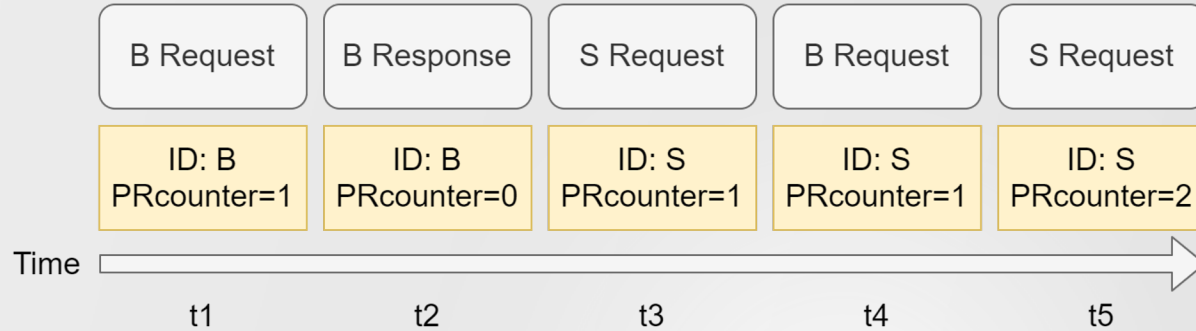 B Request
B Response
S Request
B Request
S Request
ID: B
PRcounter=1
ID: B
PRcounter=0
ID: S
PRcounter=1
ID: S
PRcounter=1
ID: S
PRcounter=2
Time
t1
t2
t3
t4
t5